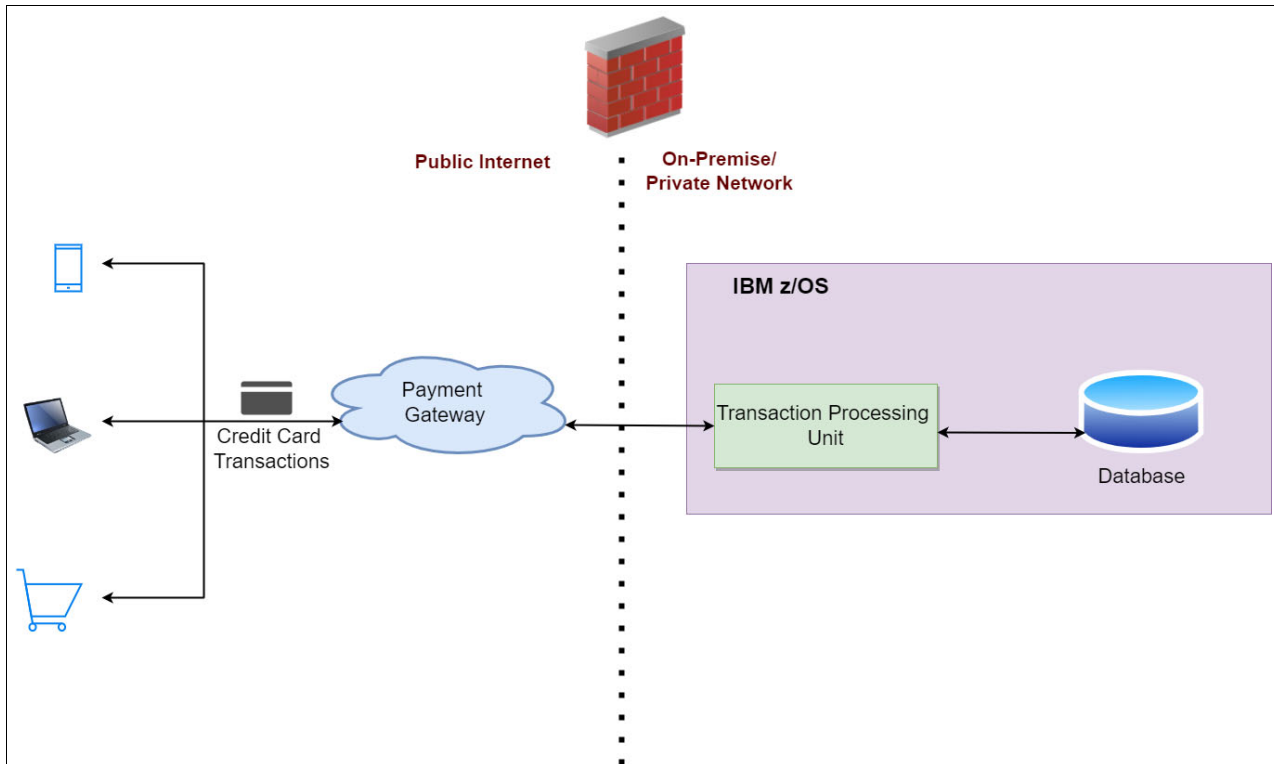 Public Internet
On-Premise/
Private Network
IBM z/OS
Payment
Gateway
Credit Card
Transactions
Transaction Processing
Unit
Database